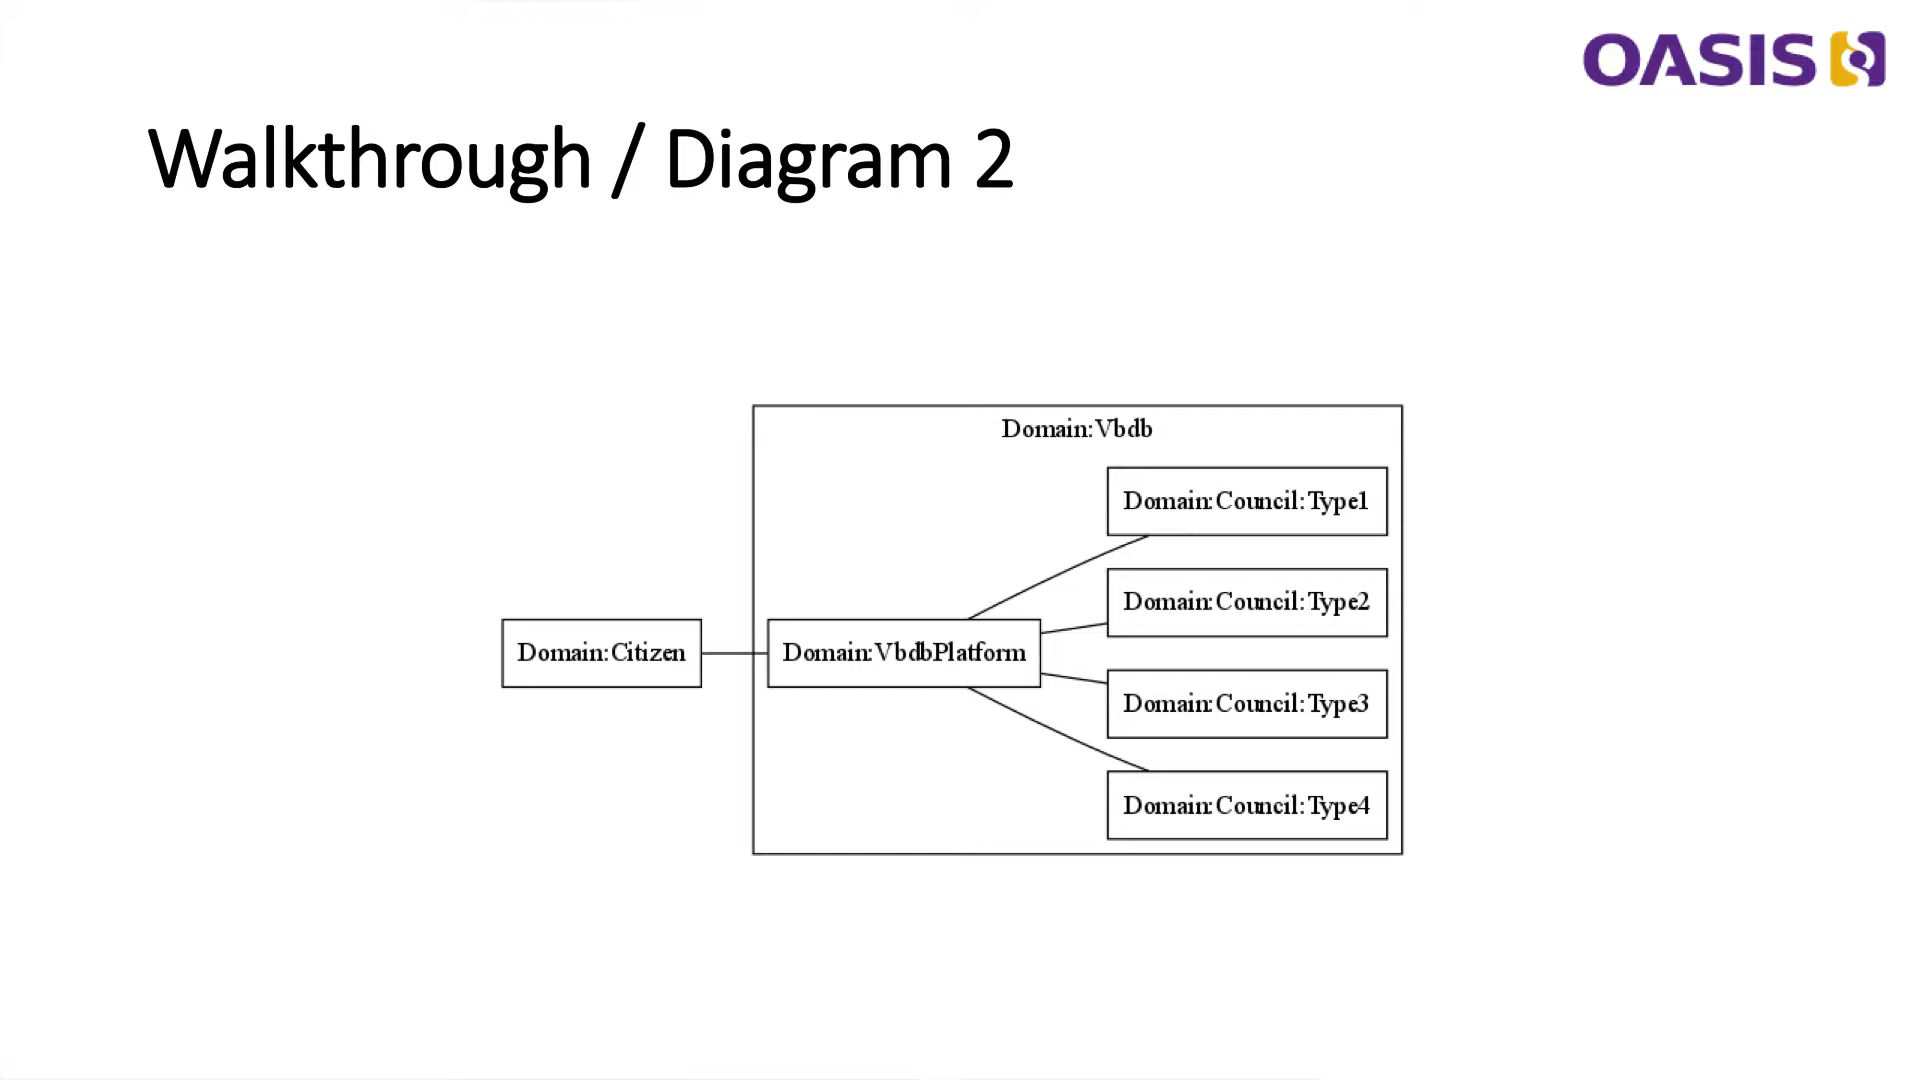 OASIS
Walkthrough / Diagram 2
Domain:Vbdb
Domain:Council:Type1
Domain:Council:Type2
Domain:Citizen
Domain:VbdbPlatform
Domain:Council:Type3
Domain:Council:Type4